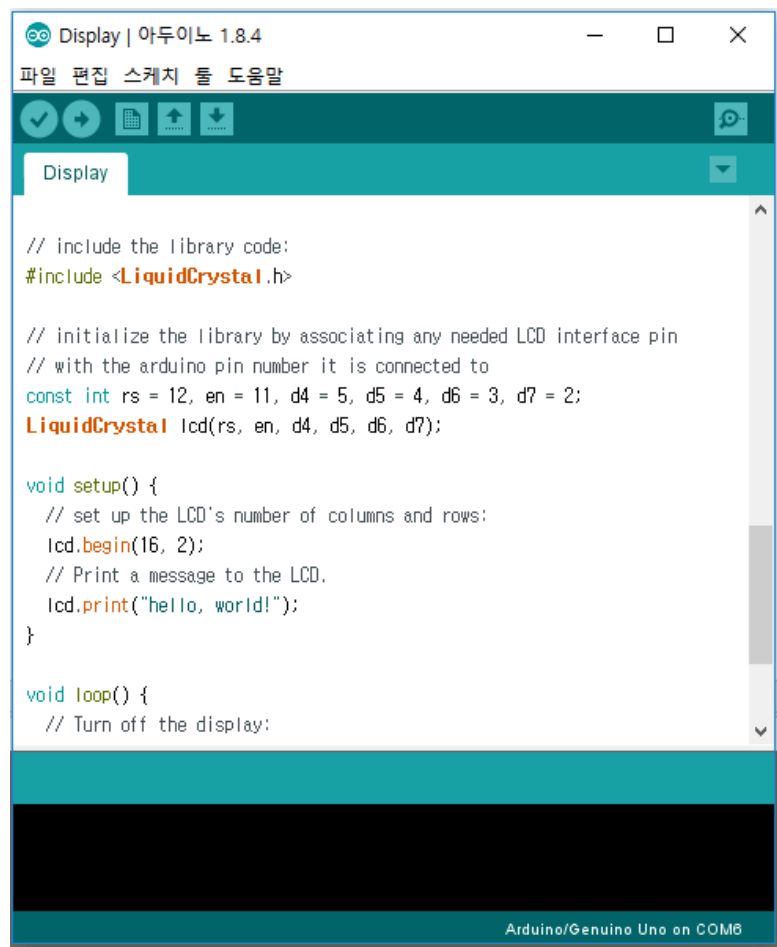 Display | 아두이노 1.8.4
파일 편집 스케치 툴 도움말
Display
// include the library code:
#include <LiquidCrystal.h>
// initialize the library by associating any needed LCD interface pin
// with the arduino pin number it is connected to
const int rs = 12, en = 11, d4 = 5, d5 = 4, d6 = 3, d7 = 2;
LiquidCrystal lcd(rs, en, d4, d5, d6, d7);
void setup() {
// set up the LCD's number of columns and rows:
lcd.begin(16, 2);
// Print a message to the LCD.
lcd.print("hello, world!");
}
void loop() {
// Turn off the display:
Arduino/Genuino Uno on COM6